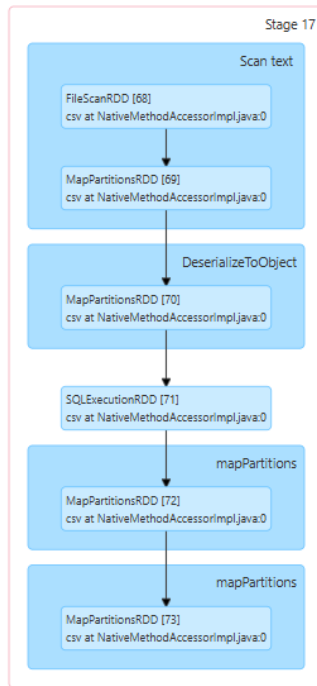 Stage 17
Scan text
FileScanRDD [68]
csv at NativeMethodAccessorImpl.java:0
MapPartitionsRDD [69]
csv at NativeMethodAccessorImpl.java:0
DeserializeToObject
MapPartitionsRDD [70]
csv at NativeMethodAccessorImpl.java:0
SQLExecutionRDD [71]
csv at NativeMethodAccessorImpl.java:0
mapPartitions
MapPartitionsRDD [72]
csv at NativeMethodAccessorImpl.java:0
mapPartitions
MapPartitionsRDD [73]
csv at NativeMethodAccessorImpl.java:0